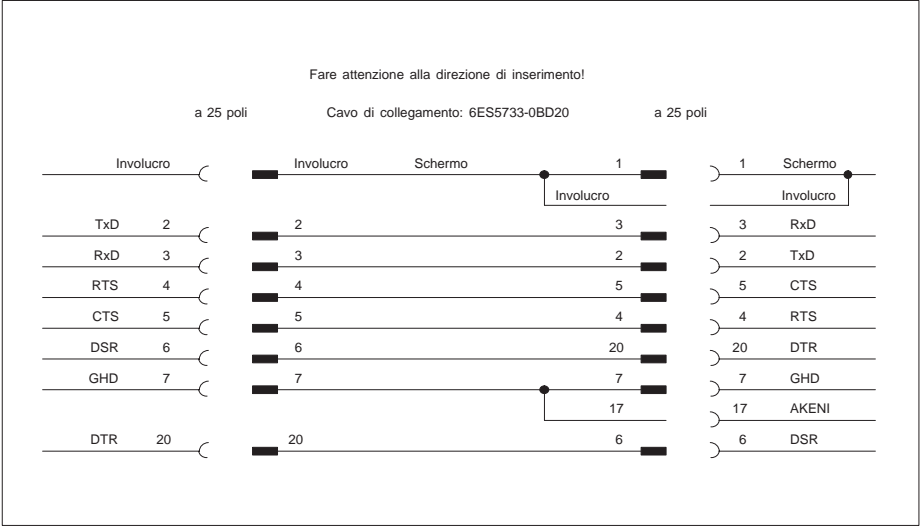 Fare attenzione alla direzione di inserimento!
a 25 poli Cavo di collegamento: 6ES5733-0BD20 a 25 poli
Involucro Involucro Schermo 1 1 Schermo
Involucro Involucro
TxD 2 2 3 3 RxD
RxD 3 3 2 2 TxD
RTS 4 4 5 5 CTS
CTS 5 5 4 4 RTS
DSR 6 6 20 20 DTR
GHD 7 7 7 7 GHD
17 17 AKENI
DTR 20 20 6 6 DSR